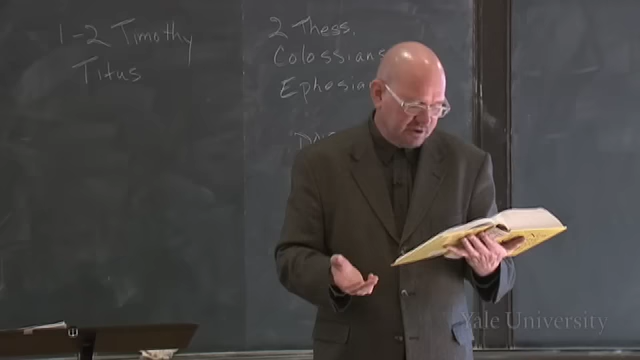 1-2 Timothy
Titus
2 Thess.
Colossians
Yale University